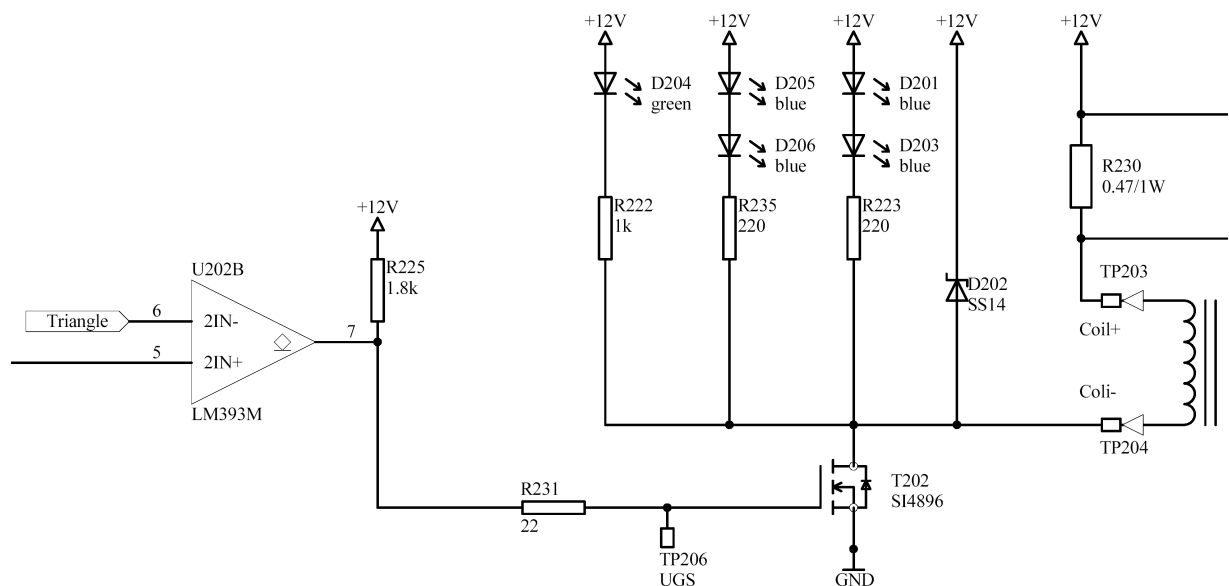 +12V
+12V
+12V
+12V
+12V
D204
green
D205
blue
D201
blue
D206
blue
D203
blue
R230
0.47/1W
R222
1k
R235
220
R223
220
+12V
R225
1.8k
U202B
Triangle
6
2IN-
5
2IN+
7
LM393M
D202
SS14
TP203
Coil+
Coli-
TP204
R231
22
TP206
UGS
T202
SI4896
GND